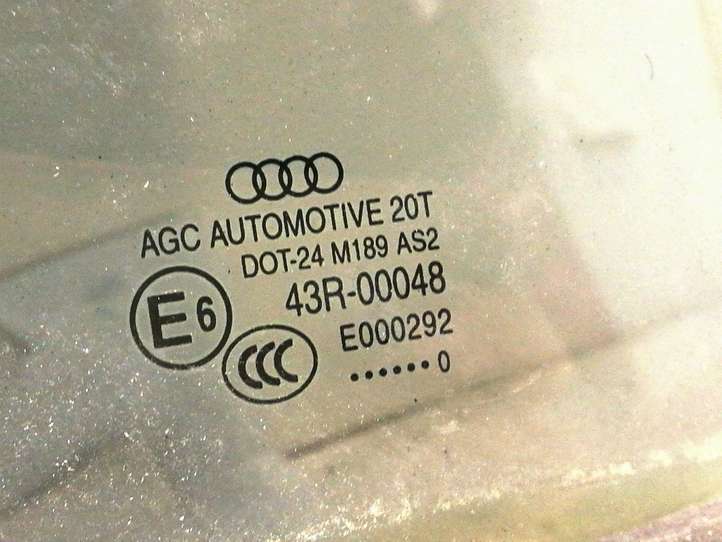 AGC AUTOMOTIVE 20T
DOT-24 M189 AS2
43R-00048
E6
E000292
CCC
•••••• 0